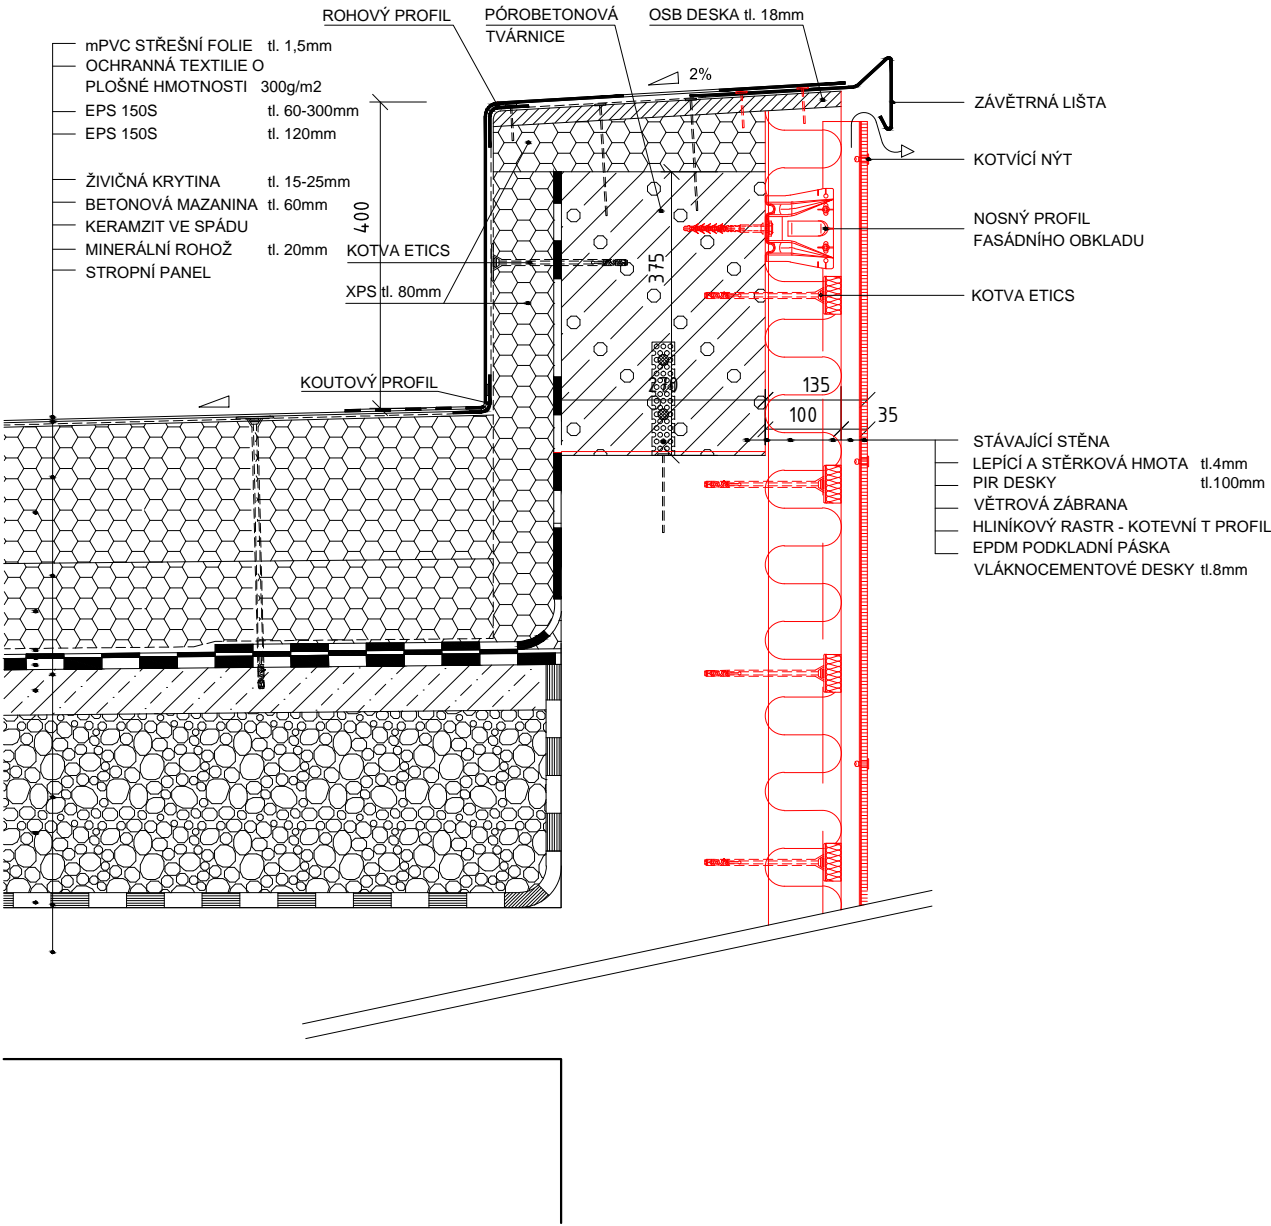 ROHOVÝ PROFIL
PÓROBETONOVÁ
TVÁRNICE
OSB DESKA tl. 18mm
mPVC STŘEŠNÍ FOLIE tl. 1,5mm
OCHRANNÁ TEXTILIE O
PLOŠNÉ HMOTNOSTI 300g/m2
EPS 150S tl. 60-300mm
EPS 150S tl. 120mm
ŽIVIČNÁ KRYTINA tl. 15-25mm
BETONOVÁ MAZANINA tl. 60mm
KERAMZIT VE SPÁDU
MINERÁLNÍ ROHOŽ tl. 20mm
STROPNÍ PANEL
2%
400
KOTVA ETICS
XPS tl. 80mm
KOUTOVÝ PROFIL
375
135
100
35
ZÁVĚTRNÁ LIŠTA
KOTVÍCÍ NÝT
NOSNÝ PROFIL
FASÁDNÍHO OBKLADU
KOTVA ETICS
STÁVAJÍCÍ STĚNA
LEPÍCÍ A STĚRKOVÁ HMOTA tl.4mm
PIR DESKY tl.100mm
VĚTROVÁ ZÁBRANA
HLINÍKOVÝ RASTR - KOTEVNÍ T PROFIL
EPDM PODKLADNÍ PÁSKA
VLÁKNOCEMENTOVÉ DESKY tl.8mm